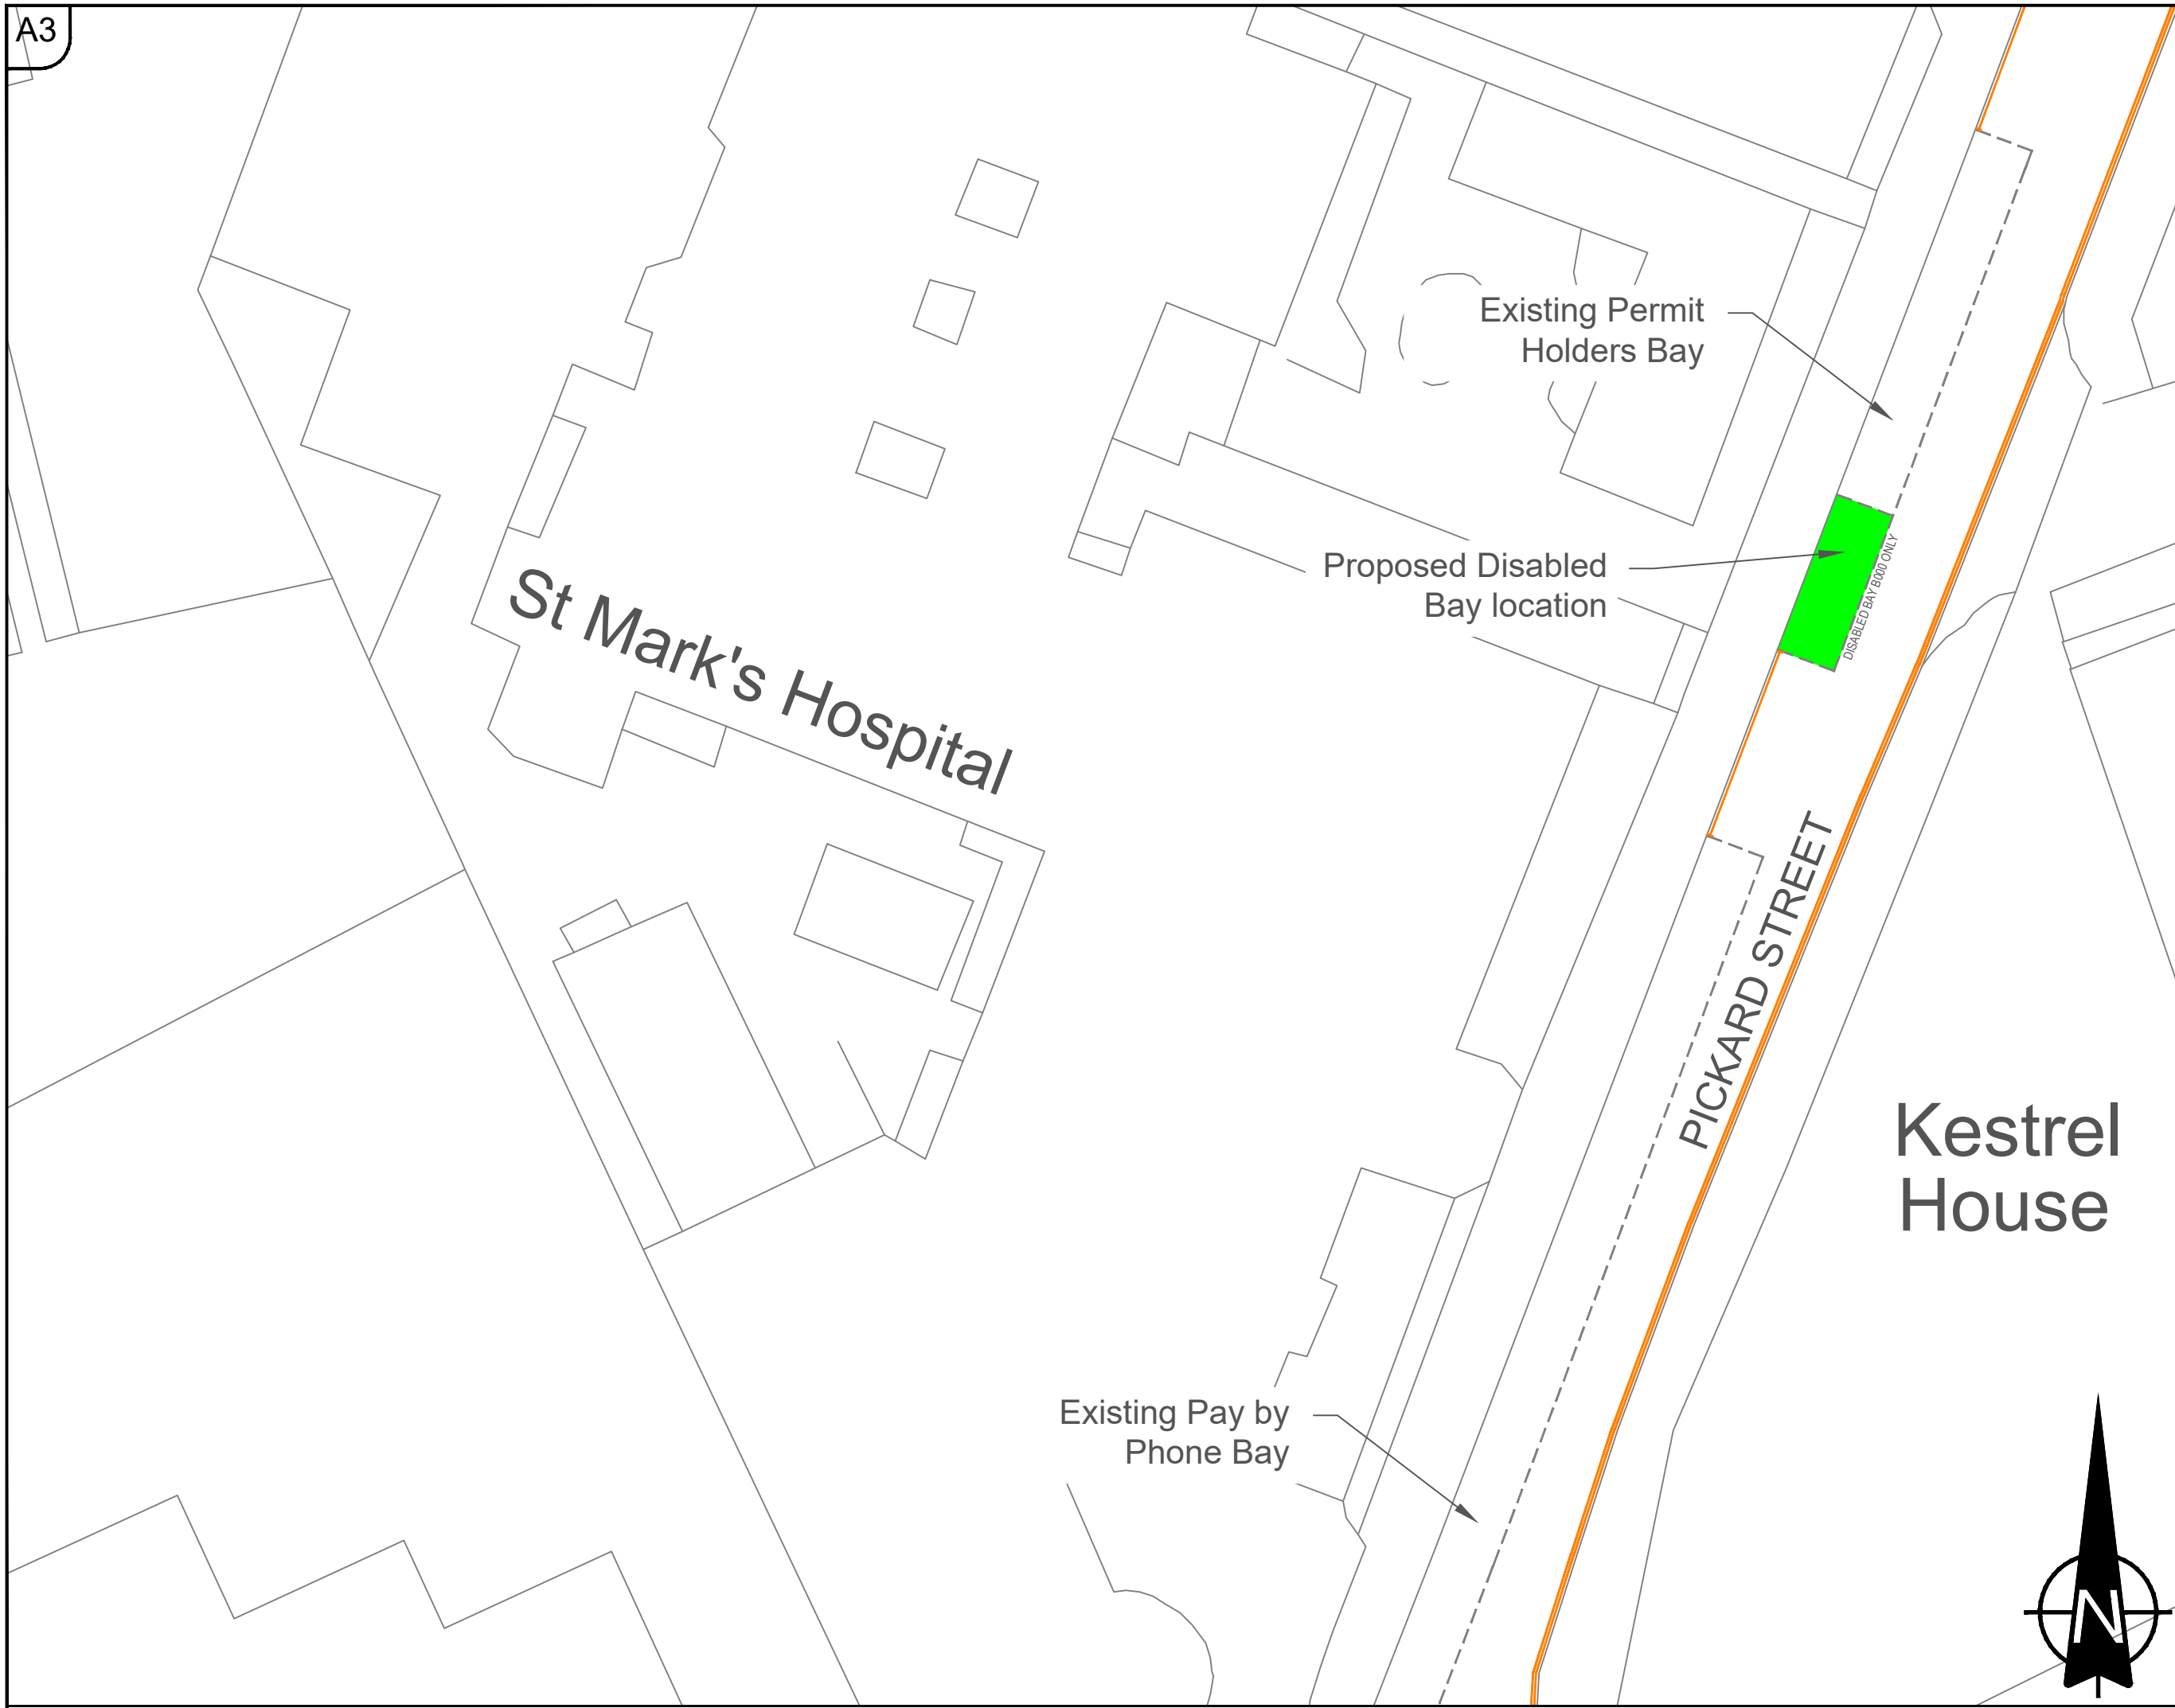 A3
Existing Permit
Holders Bay
Proposed Disabled
Bay location
DISABLED BAY B000 ONLY
St Mark's Hospital
PICKARD STREET
Kestrel
House
Existing Pay by
Phone Bay
N